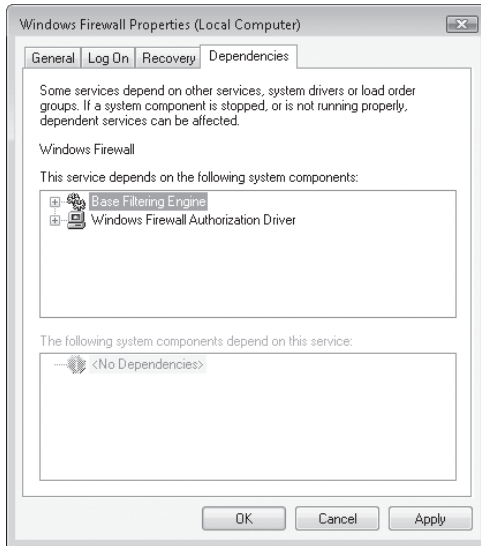 Windows Firewall Properties (Local Computer)
General Log On Recovery Dependencies
Some services depend on other services, system drivers or load order
groups. If a system component is stopped, or is not running properly,
dependent services can be affected.
Windows Firewall
This service depends on the following system components:
Base Filtering Engine
Windows Firewall Authorization Driver
The following system components depend on this service:
<No Dependencies>
OK Cancel Apply